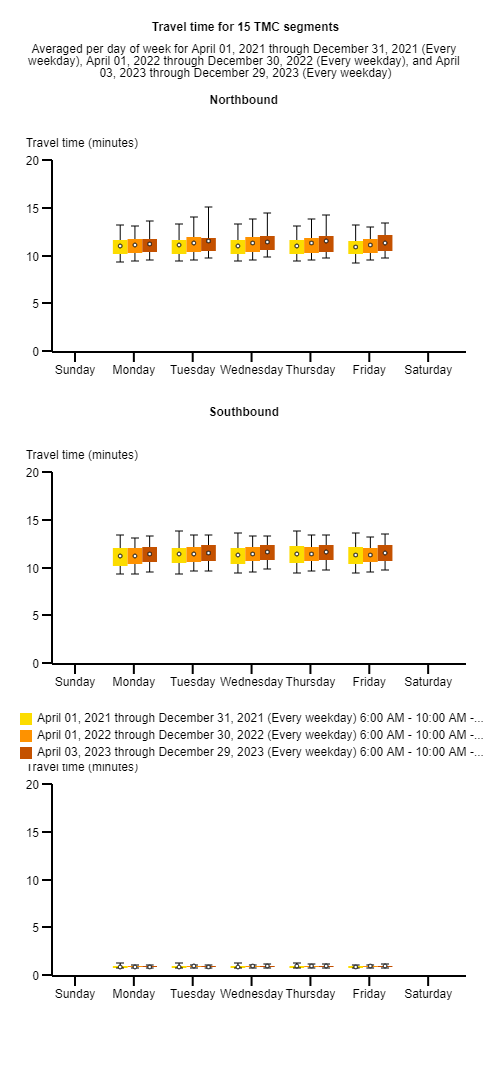 Travel time for 15 TMC segments
Averaged per day of week for April 01, 2021 through December 31, 2021 (Every
weekday), April 01, 2022 through December 30, 2022 (Every weekday), and April
03, 2023 through December 29, 2023 (Every weekday)
Northbound
Travel time (minutes)
20
15
10
5
0
Sunday Monday Tuesday Wednesday Thursday Friday Saturday
Southbound
Travel time (minutes)
20
15
10
5
0
Sunday Monday Tuesday Wednesday Thursday Friday Saturday
April 01, 2021 through December 31, 2021 (Every weekday) 6:00 AM - 10:00 AM -...
April 01, 2022 through December 30, 2022 (Every weekday) 6:00 AM - 10:00 AM -...
April 03, 2023 through December 29, 2023 (Every weekday) 6:00 AM - 10:00 AM -...
Travel time (minutes)
20
15
10
5
0
Sunday Monday Tuesday Wednesday Thursday Friday Saturday